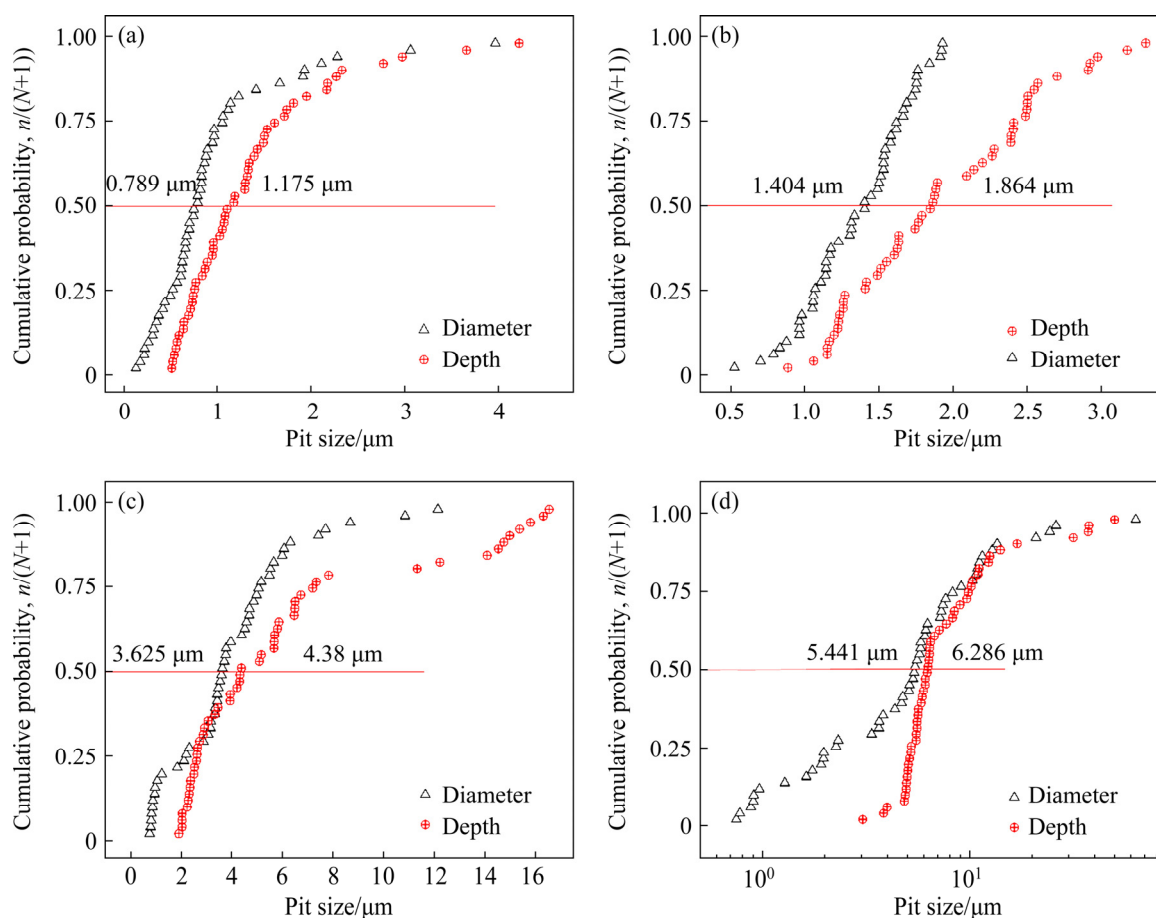 (a)
1.00
0.75
0.50
0.25
0
Cumulative probability, n/(N+1))
0.789 μm
1.175 μm
Diameter
Depth
0 1 2 3 4
Pit size/μm
(b)
1.00
0.75
0.50
0.25
0
Cumulative probability, n/(N+1))
1.404 μm
1.864 μm
Depth
Diameter
0.5 1.0 1.5 2.0 2.5 3.0
Pit size/μm
(c)
1.00
0.75
0.50
0.25
0
Cumulative probability, n/(N+1))
3.625 μm
4.38 μm
Diameter
Depth
0 2 4 6 8 10 12 14 16
Pit size/μm
(d)
1.00
0.75
0.50
0.25
0
Cumulative probability, n/(N+1))
5.441 μm
6.286 μm
Diameter
Depth
10⁰ 10¹
Pit size/μm